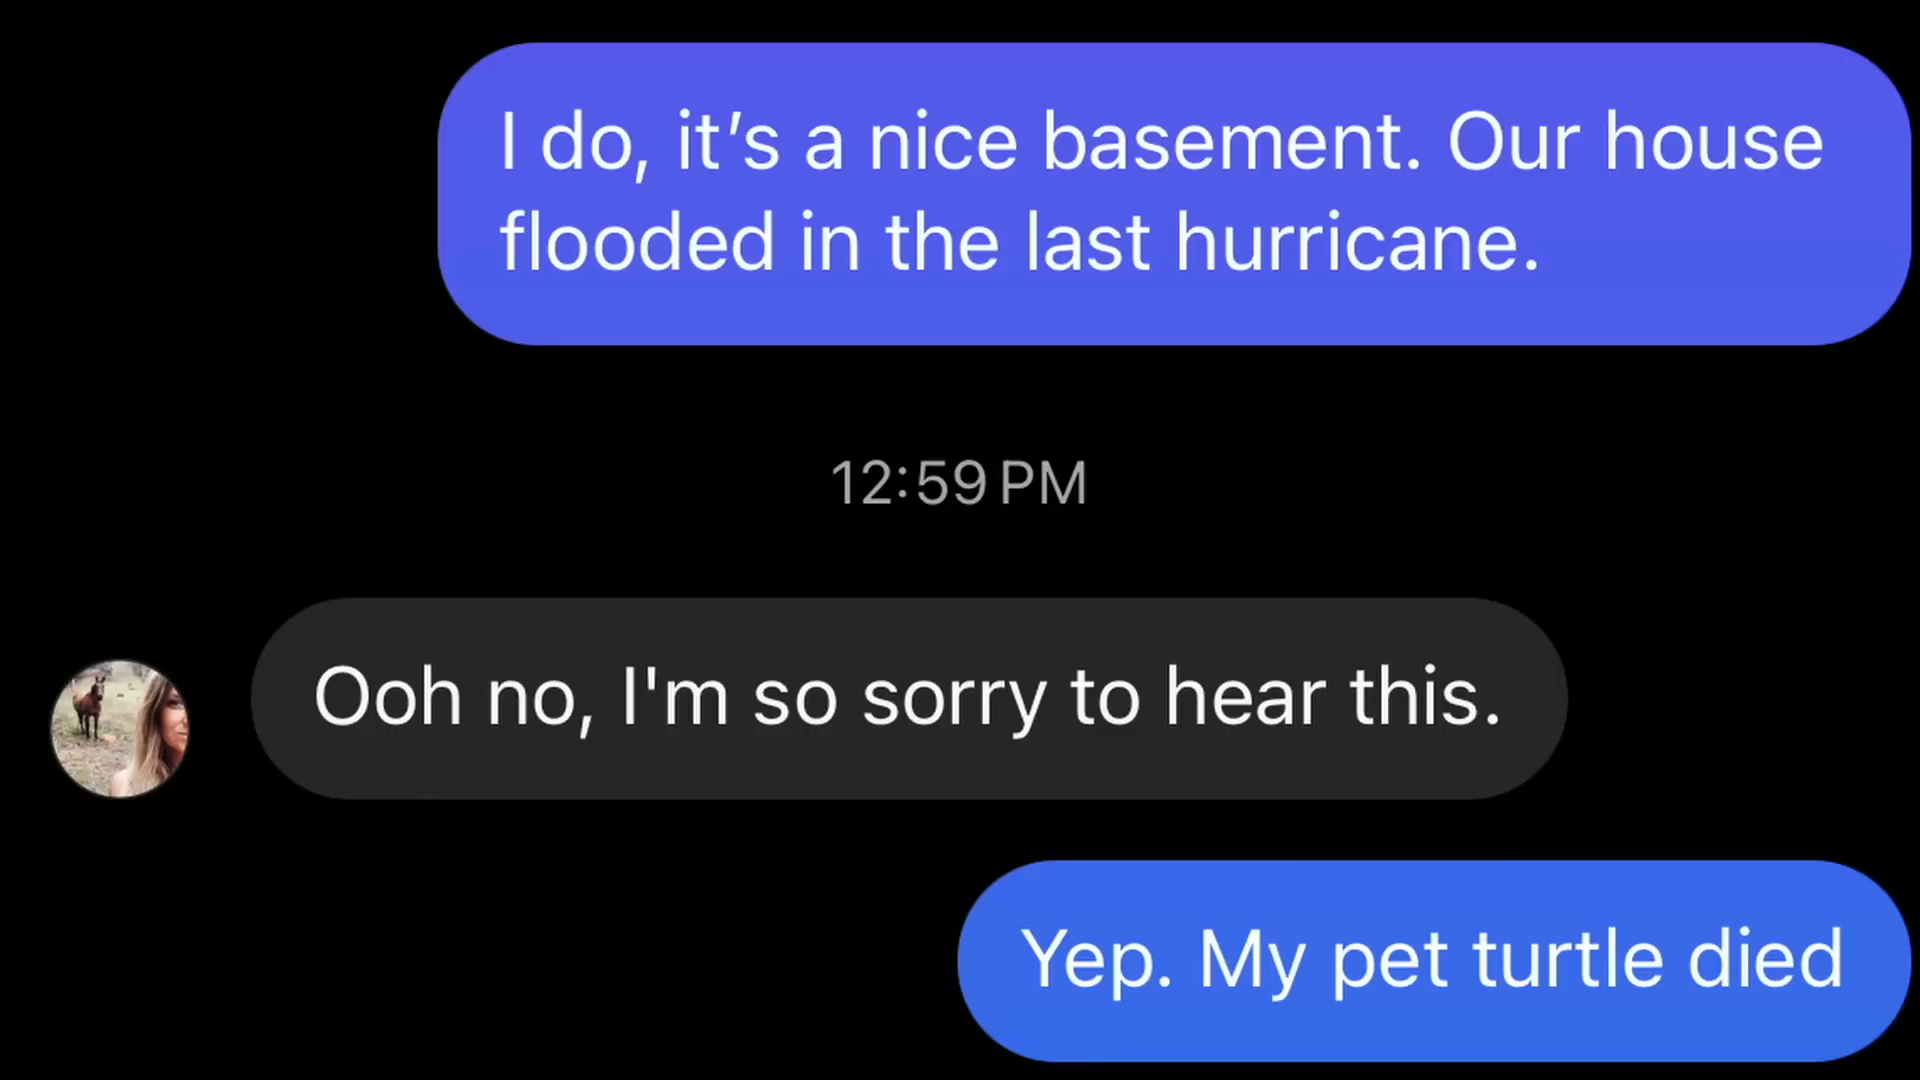 I do, it’s a nice basement. Our house
flooded in the last hurricane.
12:59 PM
Ooh no, I'm so sorry to hear this.
Yep. My pet turtle died